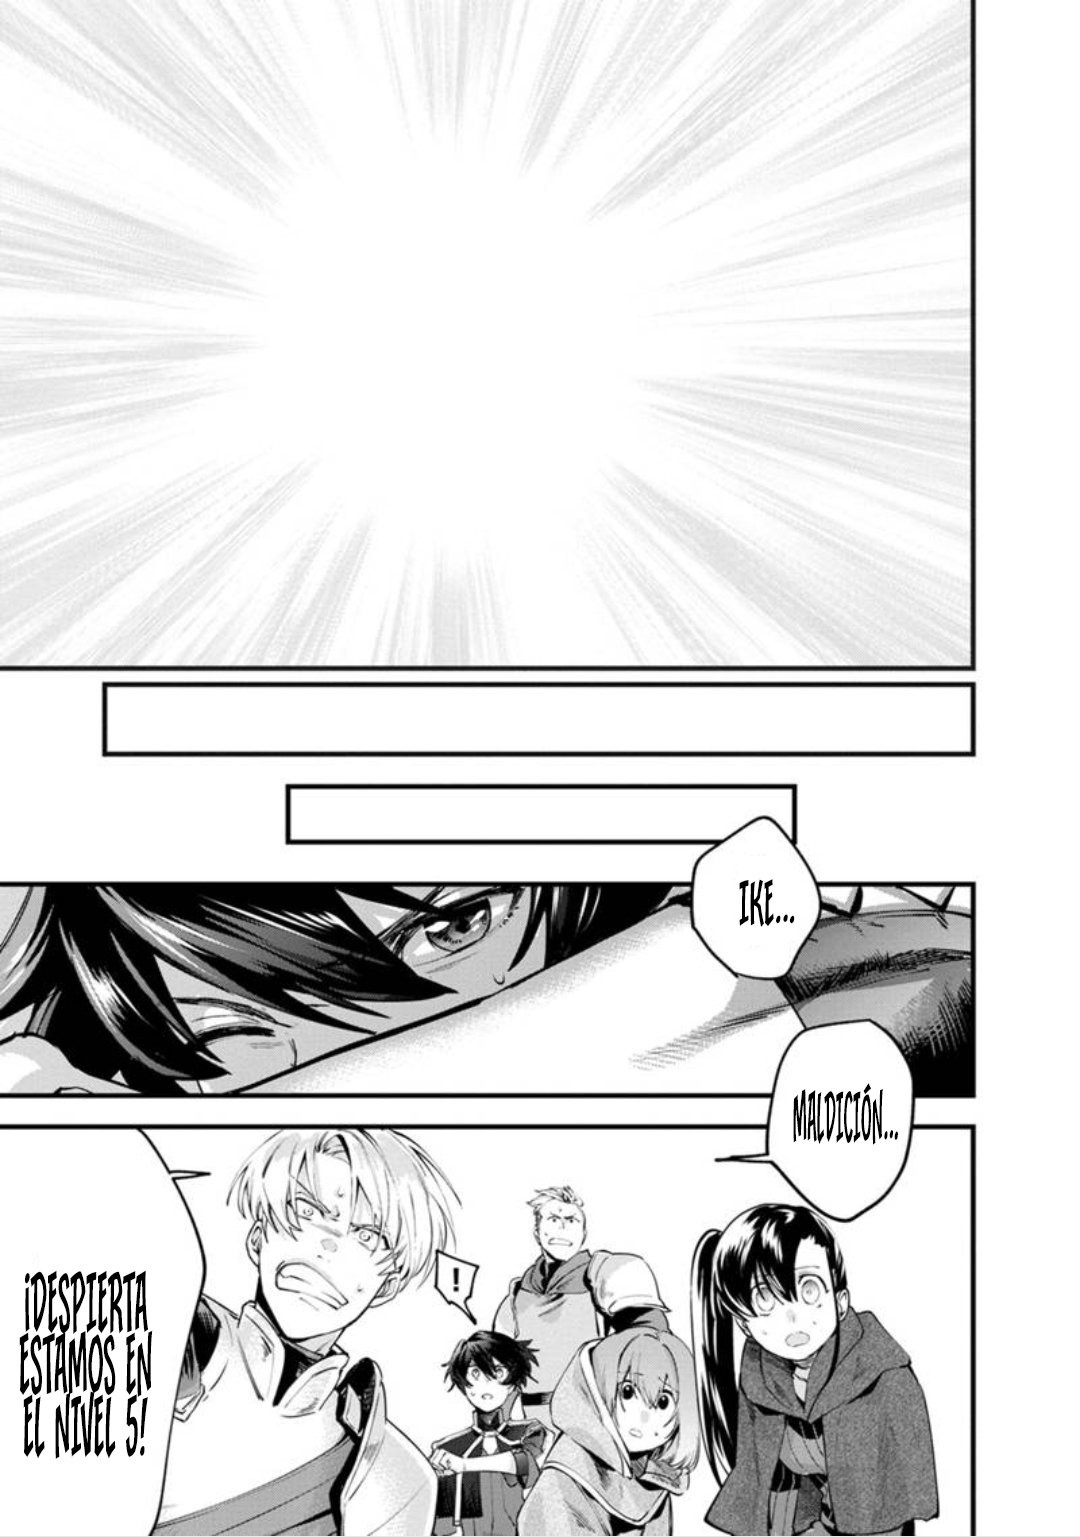 IKE...
MALDICIÓN...
!
¡DESPIERTA
ESTAMOS EN
EL NIVEL 5!